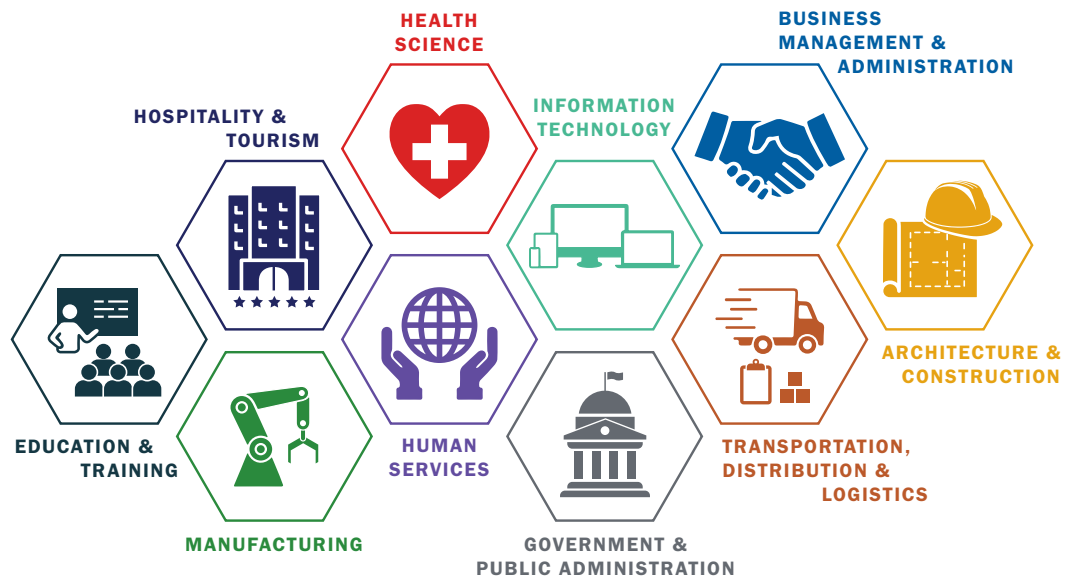 HEALTH
SCIENCE
BUSINESS
MANAGEMENT &
ADMINISTRATION
HOSPITALITY &
TOURISM
INFORMATION
TECHNOLOGY
ARCHITECTURE &
CONSTRUCTION
EDUCATION &
TRAINING
HUMAN
SERVICES
TRANSPORTATION,
DISTRIBUTION &
LOGISTICS
MANUFACTURING
GOVERNMENT &
PUBLIC ADMINISTRATION